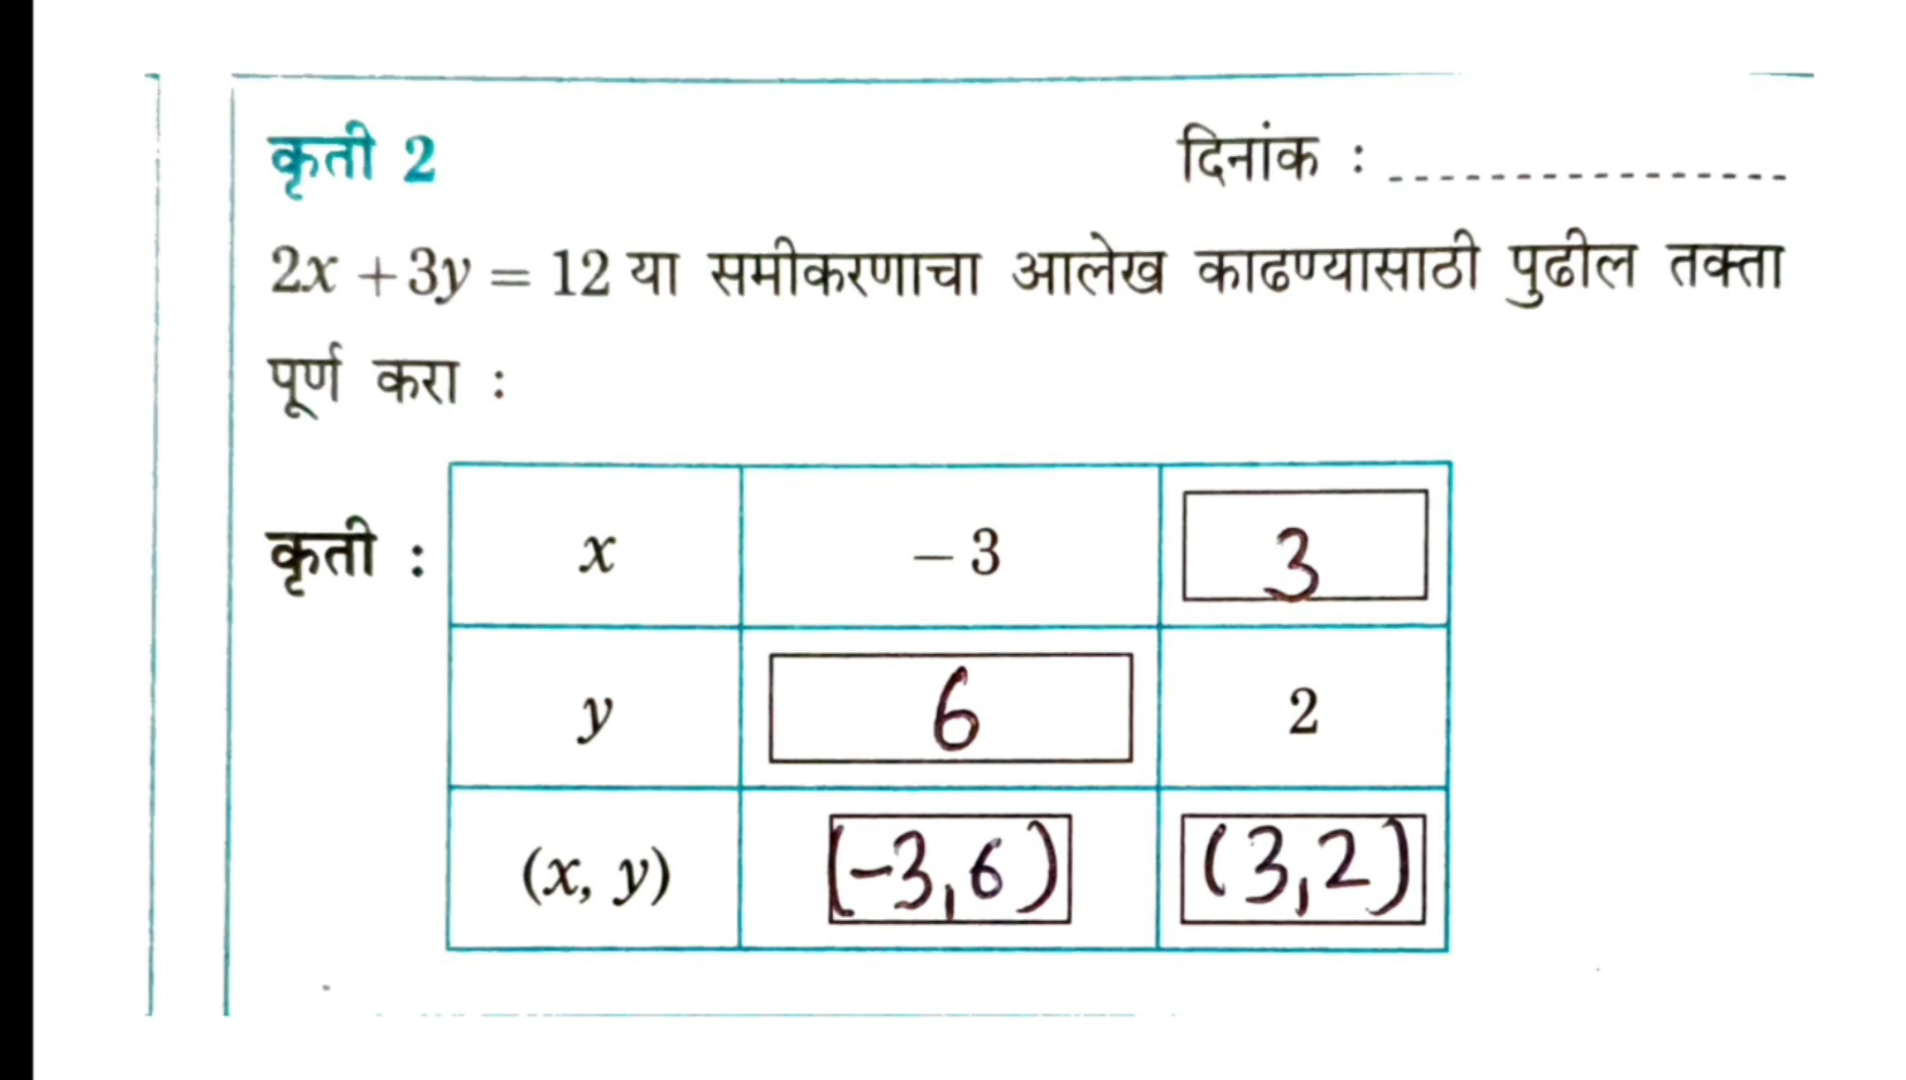 कृती 2 दिनांक : ................
2x + 3y = 12 या समीकरणाचा आलेख काढण्यासाठी पुढील तक्ता
पूर्ण करा :
कृती : x – 3 3
y 6 2
(x, y) (-3,6) (3,2)